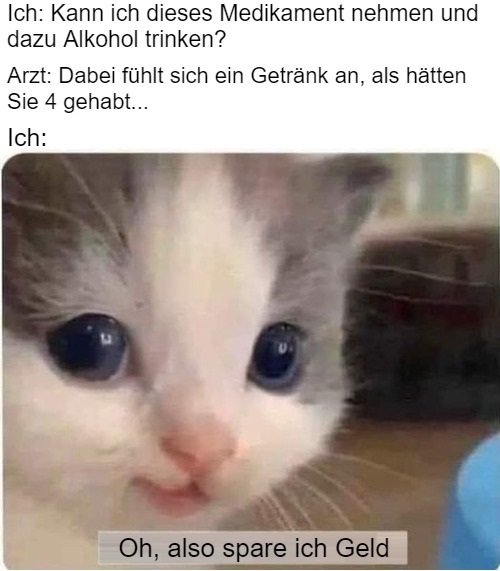 Ich: Kann ich dieses Medikament nehmen und
dazu Alkohol trinken?
Arzt: Dabei fühlt sich ein Getränk an, als hätten
Sie 4 gehabt...
Ich:
Oh, also spare ich Geld